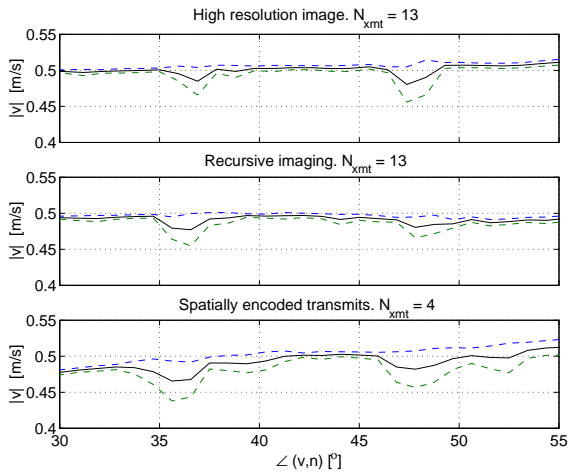 High resolution image. N_xmt = 13
0.55
0.5
0.45
0.4
|v| [m/s]
Recursive imaging. N_xmt = 13
0.55
0.5
0.45
0.4
|v| [m/s]
Spatially encoded transmits. N_xmt = 4
0.55
0.5
0.45
0.4
|v| [m/s]
30 35 40 45 50 55
∠ (v,n) [°]